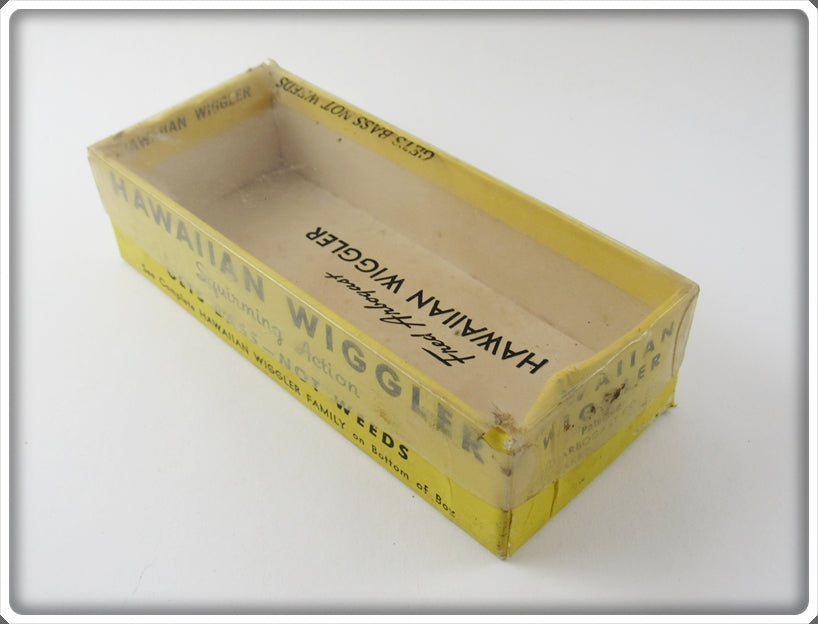 HAWAIIAN WIGGLER
GETS BASS NOT WEEDS
Fred Arbogast
HAWAIIAN WIGGLER
HAWAIIAN WIGGLER
Squirming Action
GETS BASS—NOT WEEDS
See Complete HAWAIIAN WIGGLER FAMILY on Bottom of Box
HAWAIIAN
WIGGLER
ARBOGAST